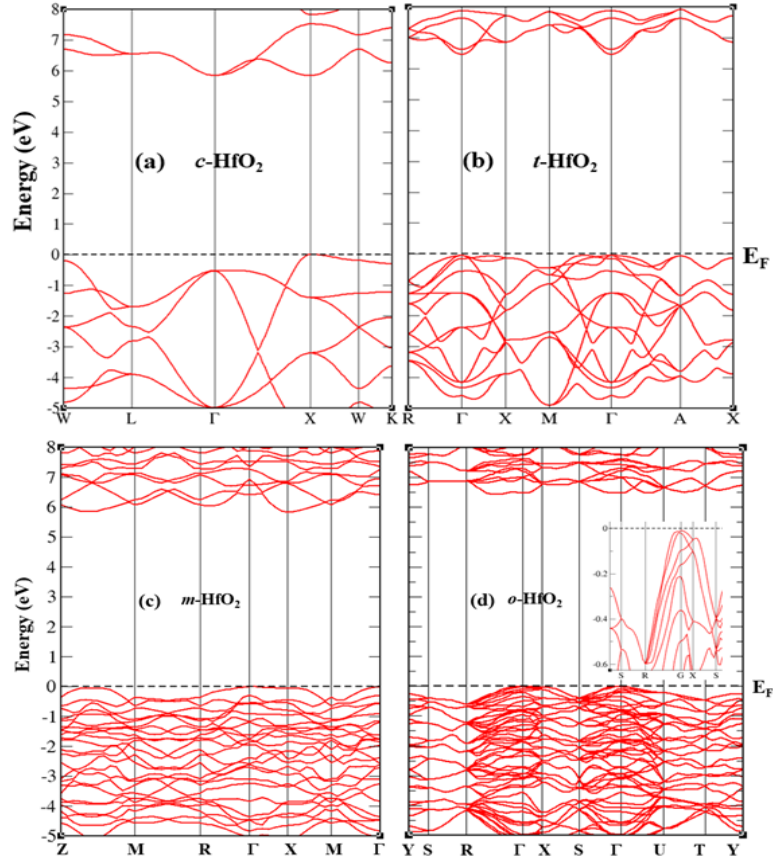 8
7
6
5
4
3
2
1
0
-1
-2
-3
-4
-5
Energy (eV)
(a) c-HfO₂
W L Γ X W K
(b) t-HfO₂
E_F
R Γ X M Γ A X
8
7
6
5
4
3
2
1
0
-1
-2
-3
-4
-5
Energy (eV)
(c) m-HfO₂
Z M R Γ X M Γ
(d) o-HfO₂
0
-0.2
-0.4
-0.6
S R G X S
E_F
Y S R Γ X S Γ U T Y